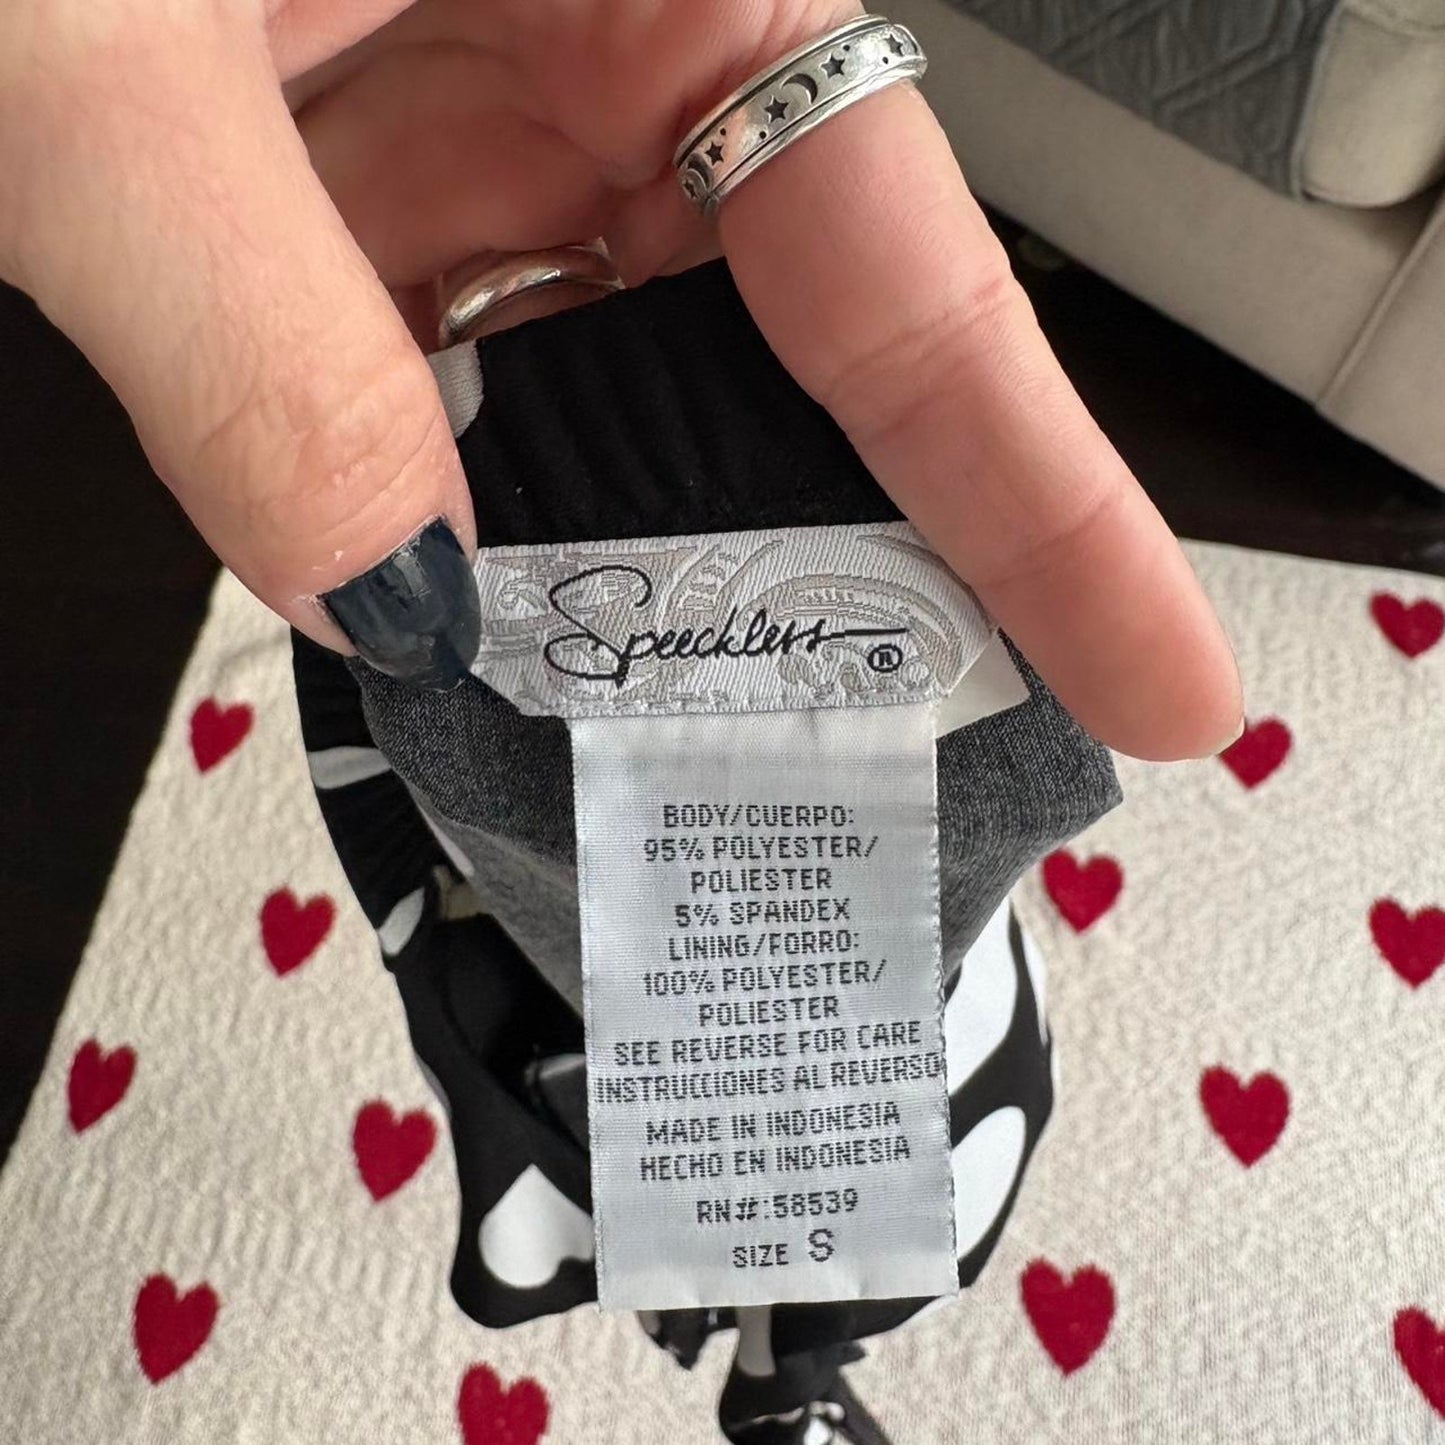 Speechless ®
BODY/CUERPO:
95% POLYESTER/
POLIESTER
5% SPANDEX
LINING/FORRO:
100% POLYESTER/
POLIESTER
SEE REVERSE FOR CARE
INSTRUCCIONES AL REVERSO
MADE IN INDONESIA
HECHO EN INDONESIA
RN#:58539
SIZE S